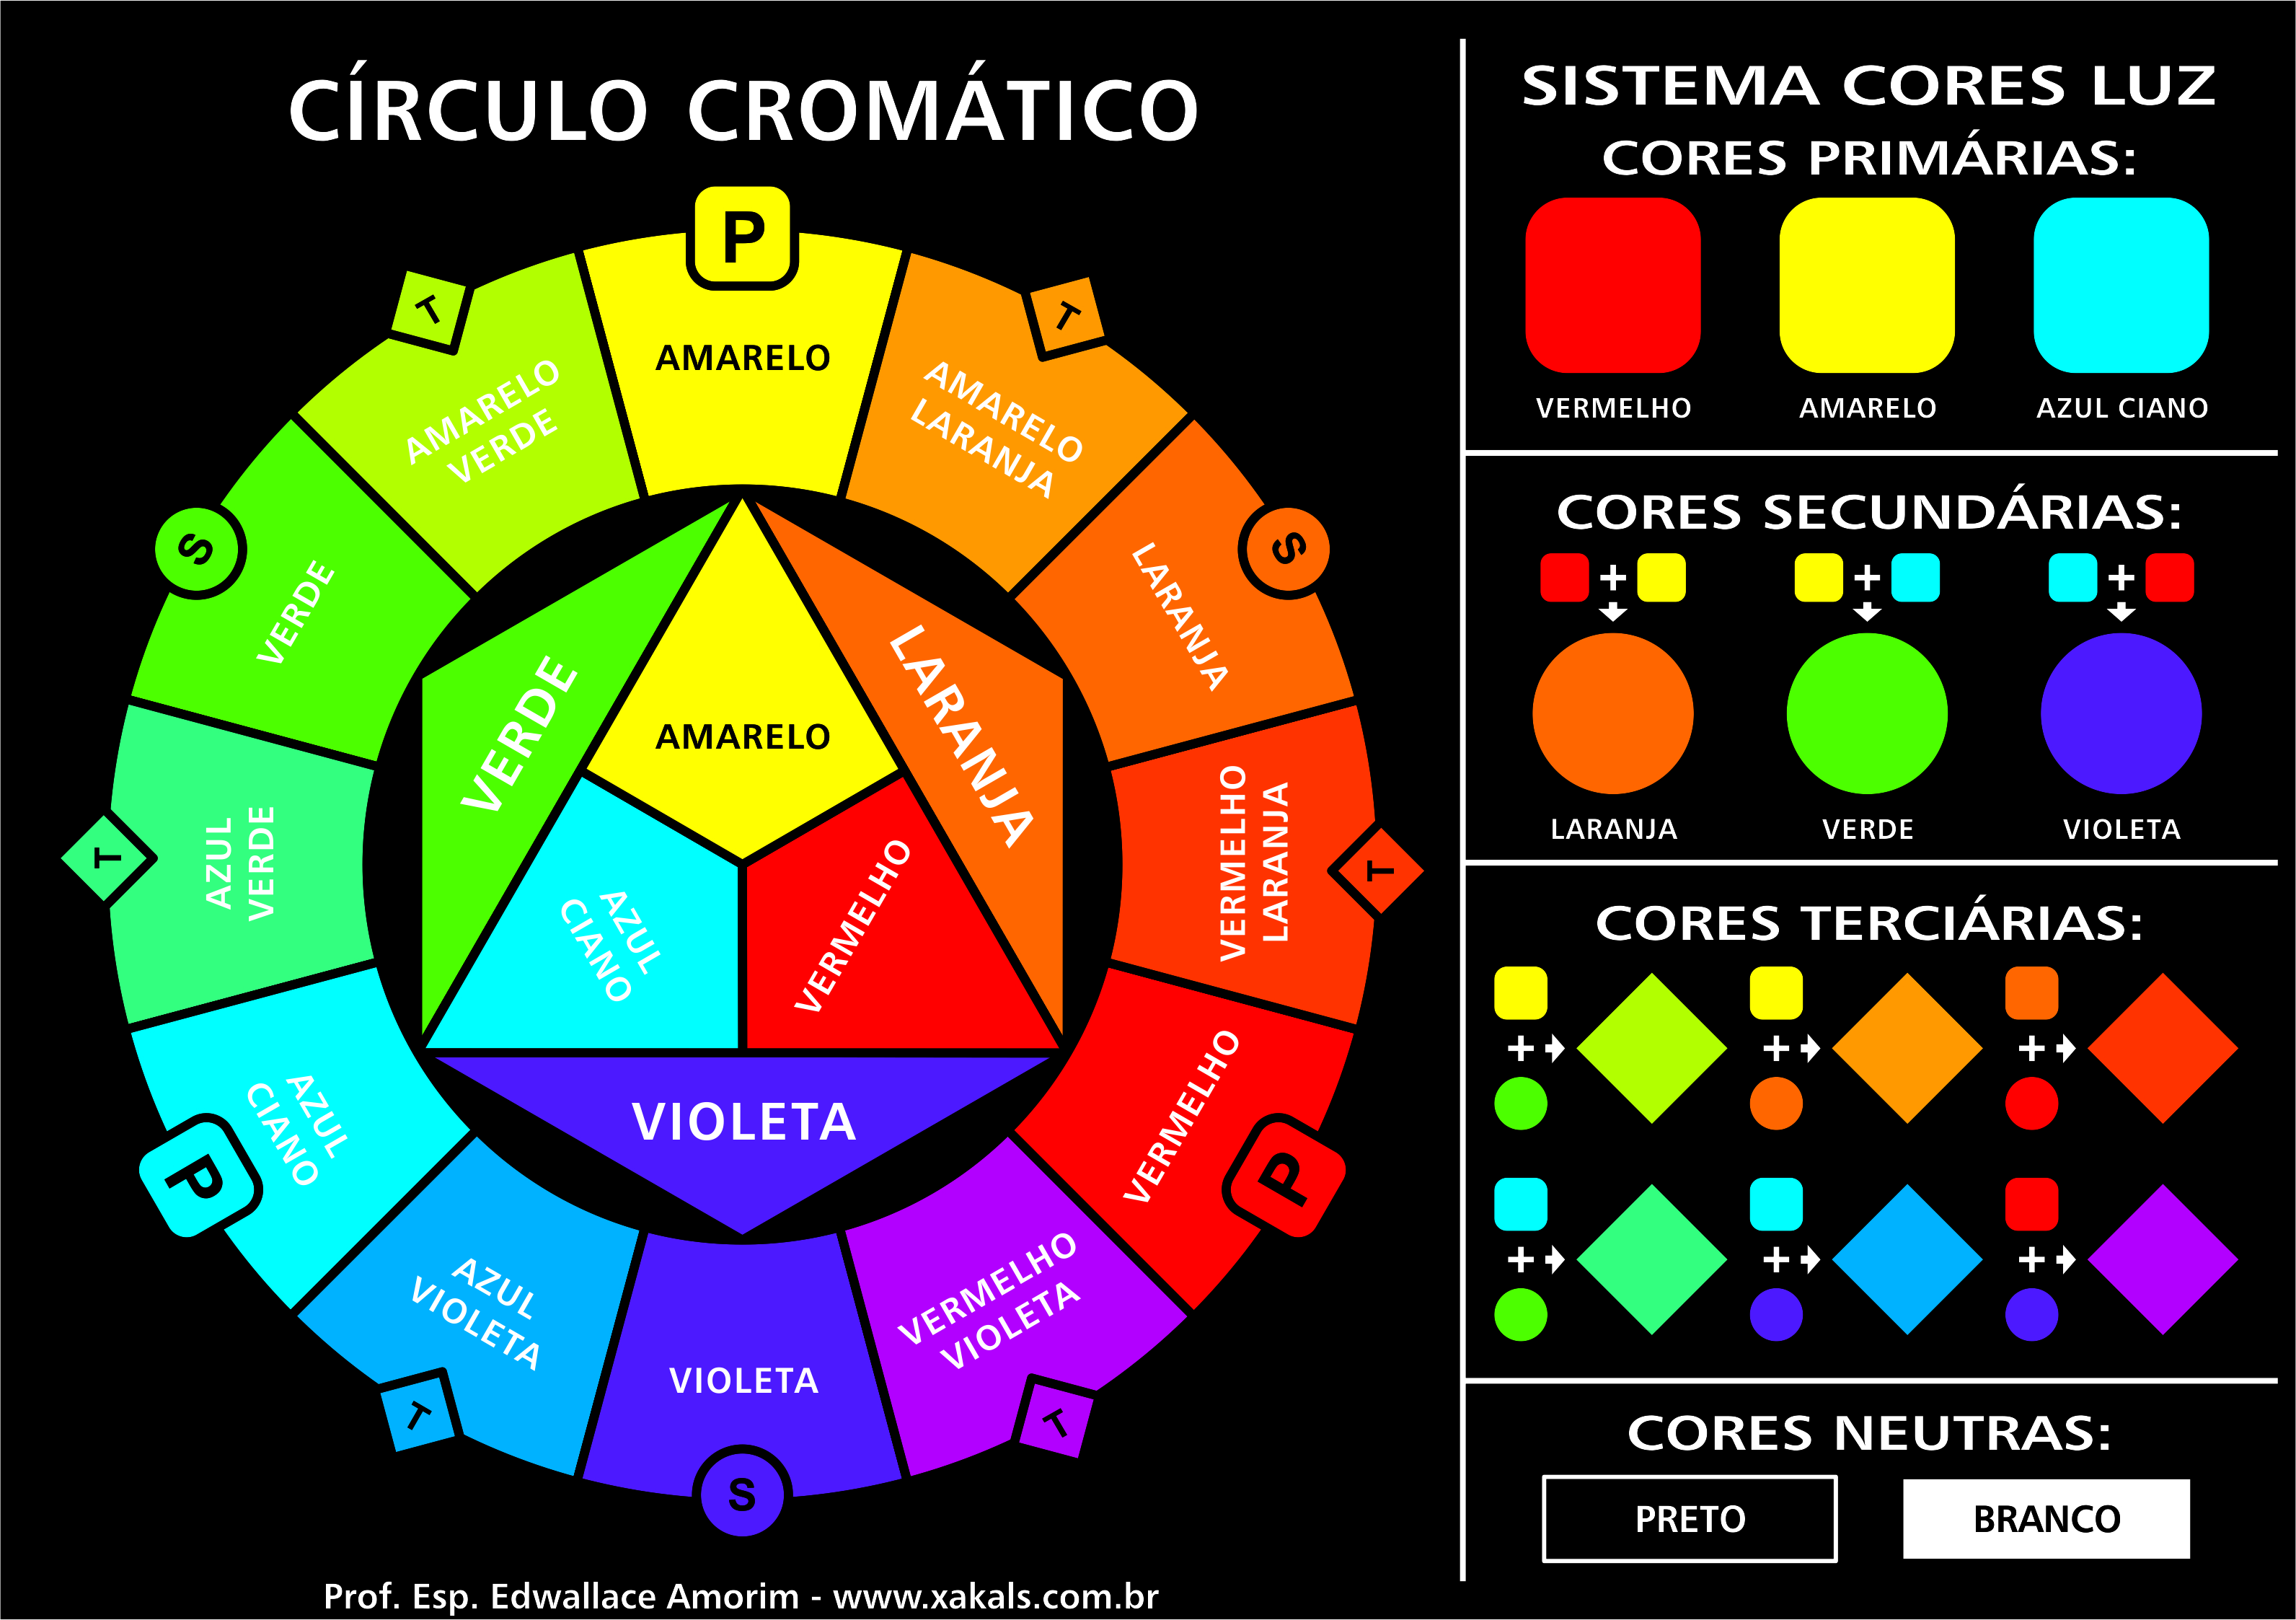 CÍRCULO CROMÁTICO
P
AMARELO
T
AMARELO
LARANJA
S
LARANJA
T
VERMELHO
LARANJA
P
VERMELHO
T
VERMELHO
VIOLETA
S
VIOLETA
T
AZUL
VIOLETA
P
AZUL
CIANO
T
AZUL
VERDE
S
VERDE
T
AMARELO
VERDE
VERDE
LARANJA
AMARELO
AZUL
CIANO
VERMELHO
VIOLETA
Prof. Esp. Edwallace Amorim - www.xakals.com.br
SISTEMA CORES LUZ
CORES PRIMÁRIAS:
VERMELHO
AMARELO
AZUL CIANO
CORES SECUNDÁRIAS:
+ + +
LARANJA
VERDE
VIOLETA
CORES TERCIÁRIAS:
+ + +
+ + +
CORES NEUTRAS:
PRETO
BRANCO